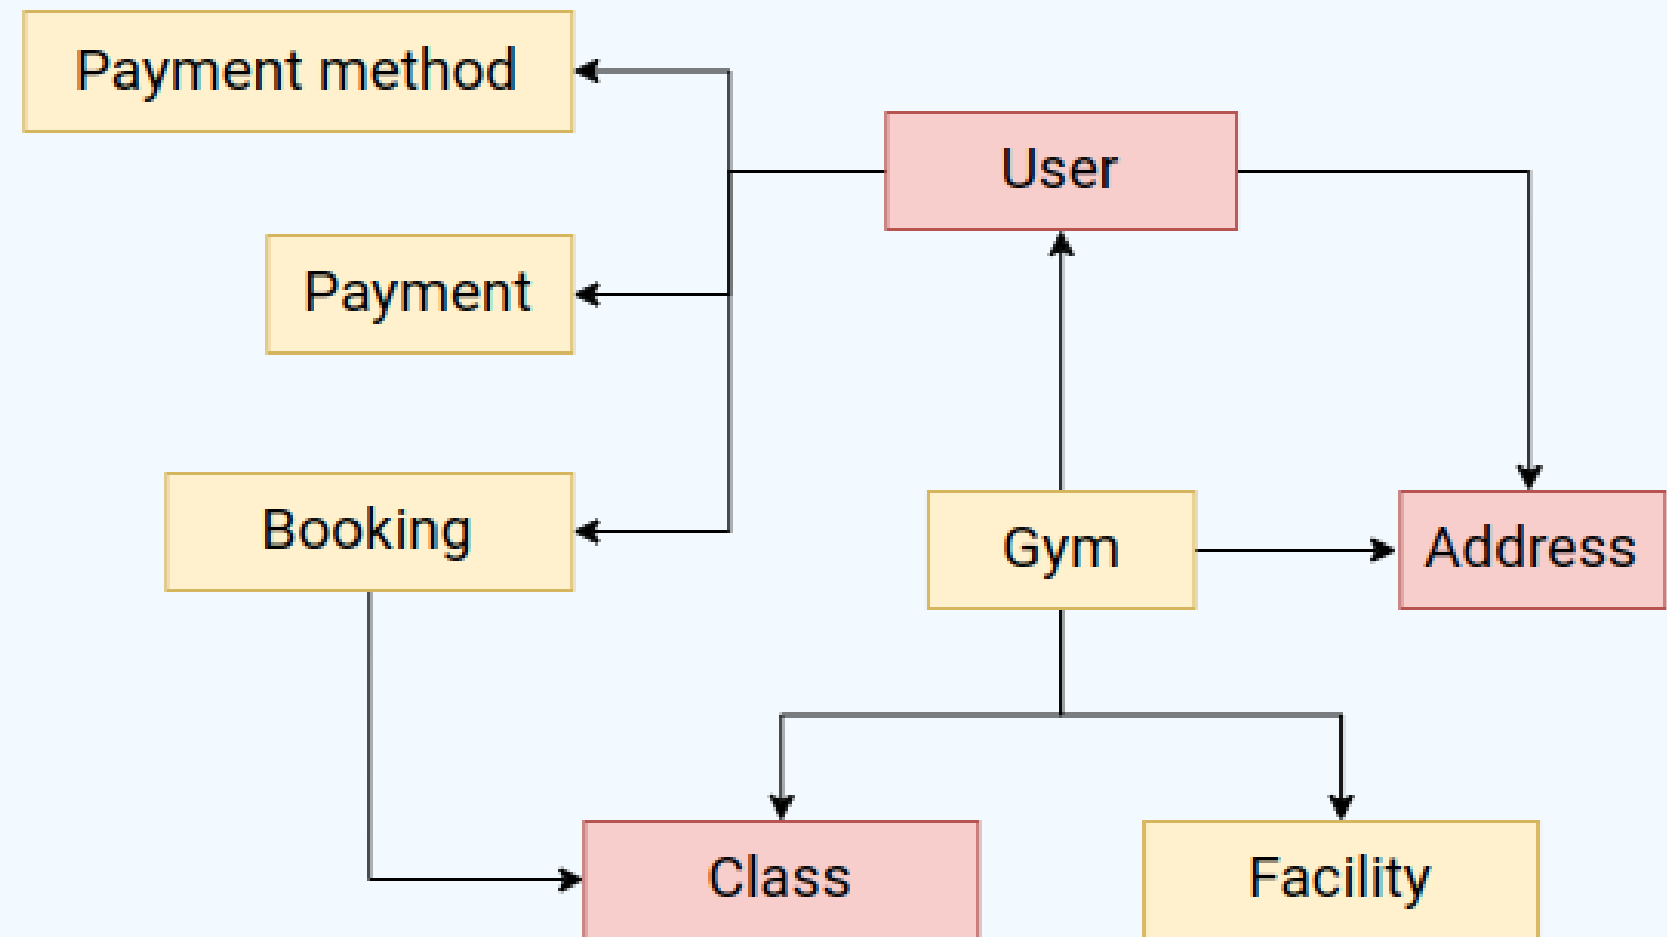 Payment method
User
Payment
Booking
Gym
Address
Class
Facility